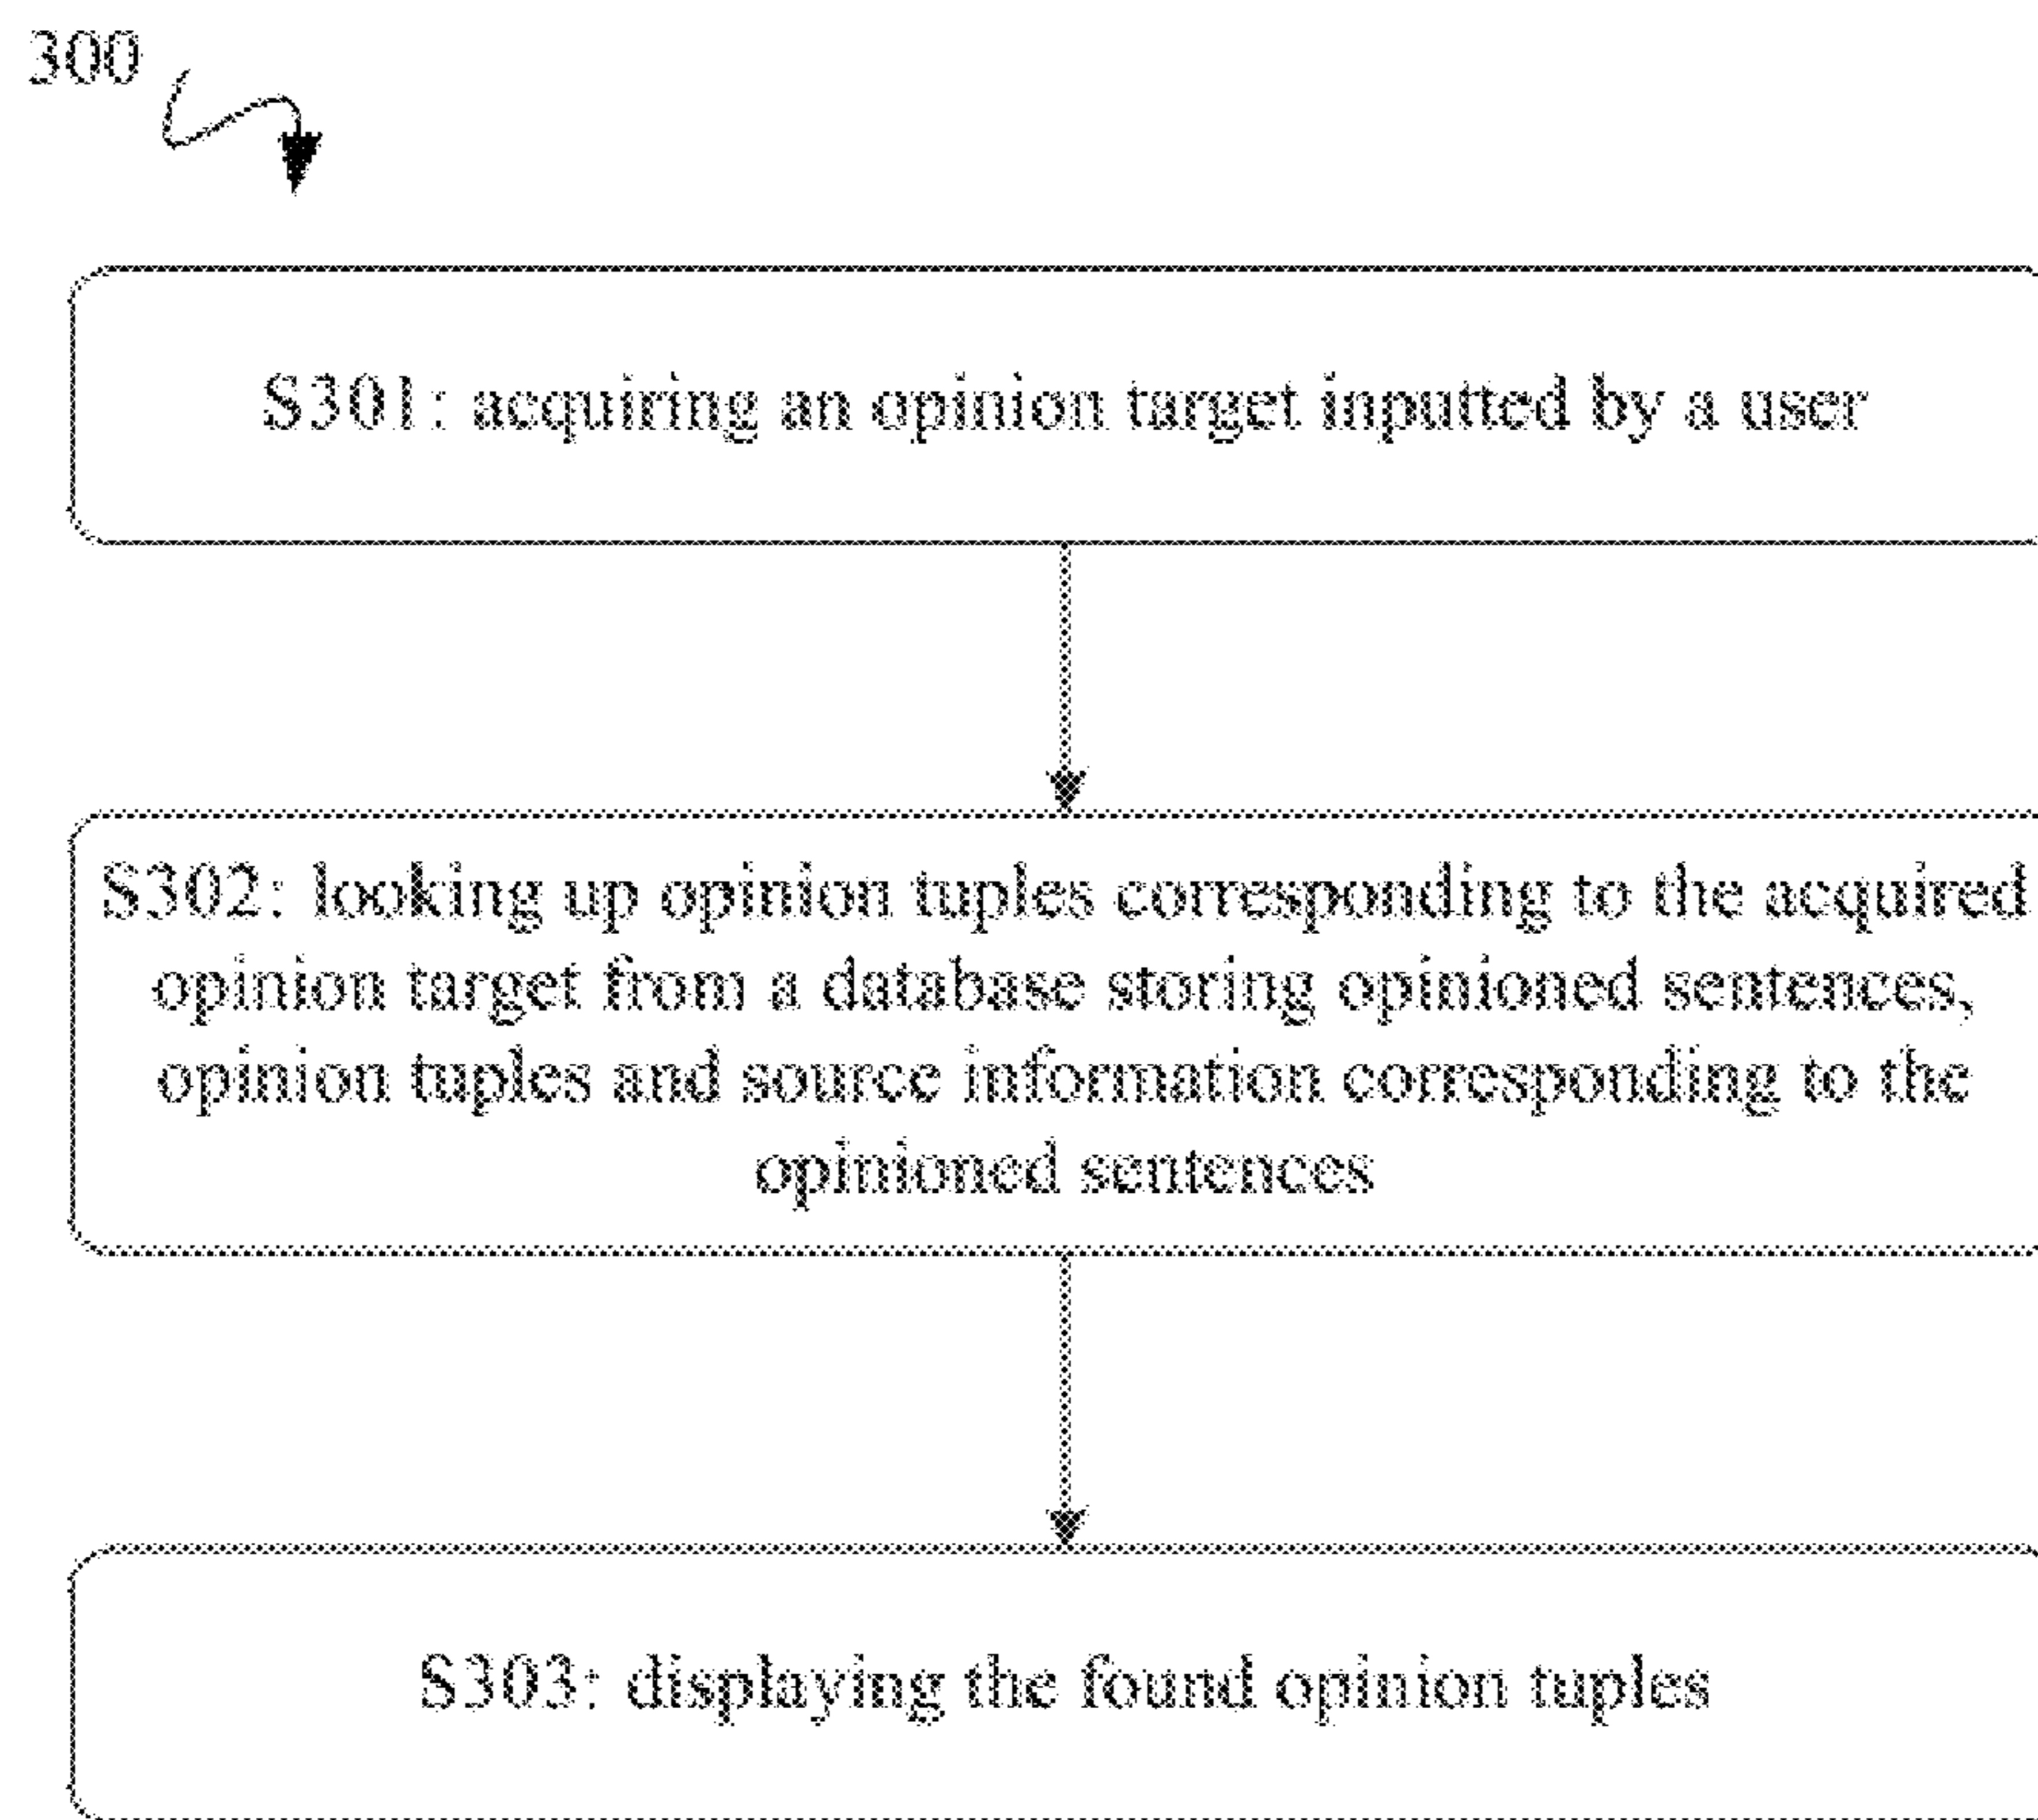 300
S301: acquiring an opinion target inputted by a user
S302: looking up opinion tuples corresponding to the acquired
opinion target from a database storing opinioned sentences,
opinion tuples and source information corresponding to the
opinioned sentences
S303: displaying the found opinion tuples